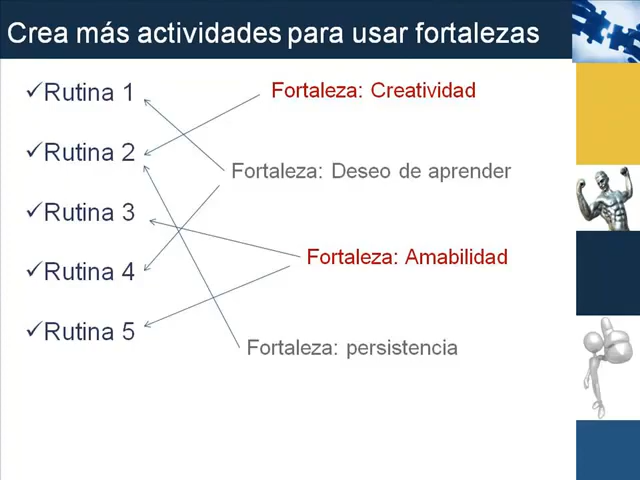 Crea más actividades para usar fortalezas
✓Rutina 1
Fortaleza: Creatividad
✓Rutina 2
Fortaleza: Deseo de aprender
✓Rutina 3
Fortaleza: Amabilidad
✓Rutina 4
✓Rutina 5
Fortaleza: persistencia